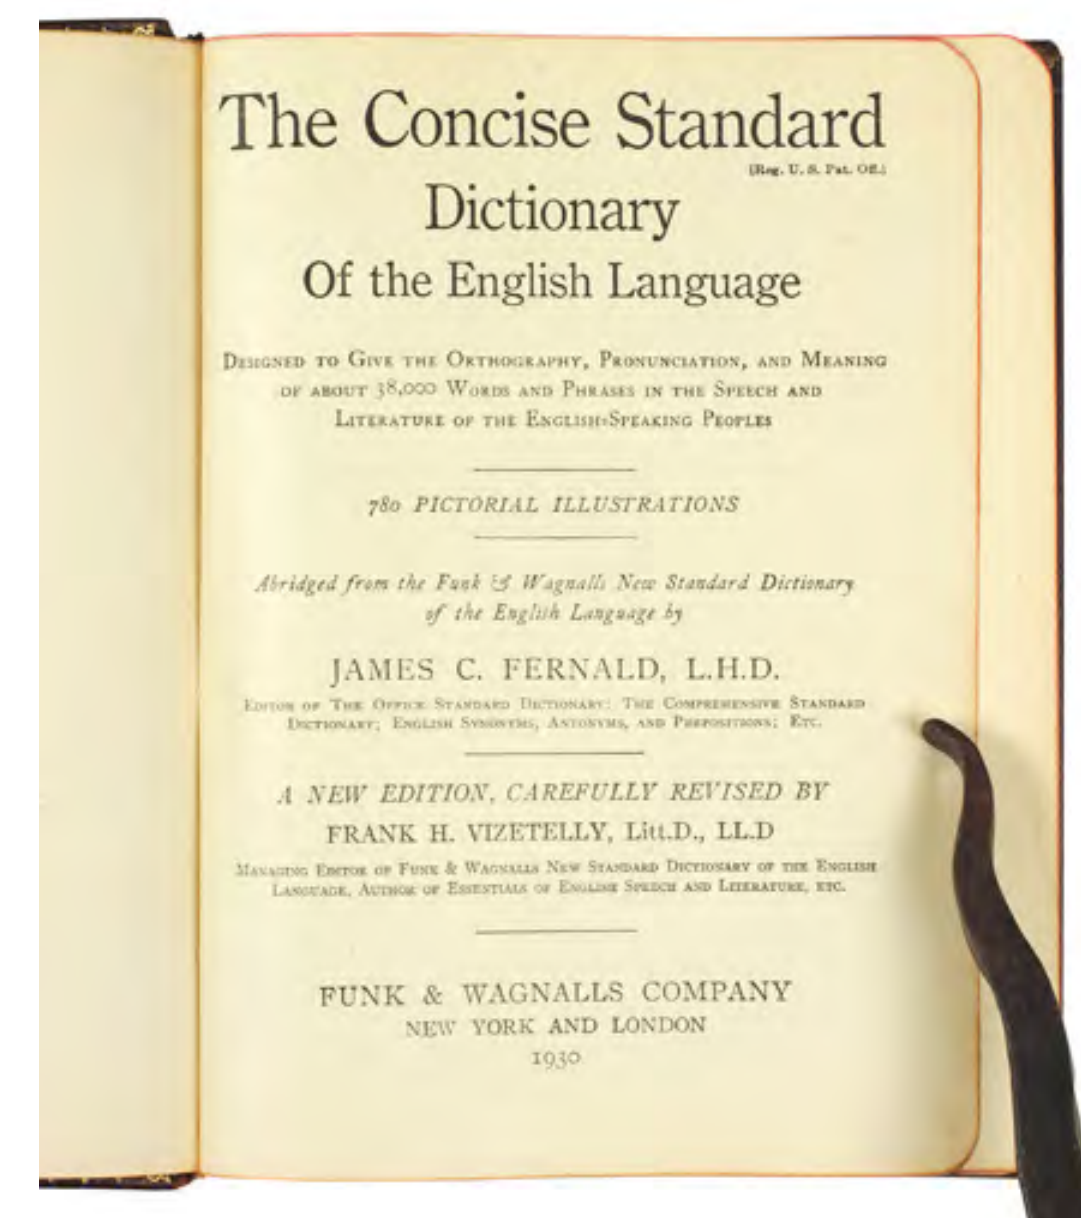 The Concise Standard
(Reg. U. S. Pat. Off.)
Dictionary
Of the English Language
DESIGNED TO GIVE THE ORTHOGRAPHY, PRONUNCIATION, AND MEANING
OF ABOUT 38,000 WORDS AND PHRASES IN THE SPEECH AND
LITERATURE OF THE ENGLISH-SPEAKING PEOPLES
780 PICTORIAL ILLUSTRATIONS
Abridged from the Funk & Wagnalls New Standard Dictionary
of the English Language by
JAMES C. FERNALD, L.H.D.
EDITOR OF THE OFFICE STANDARD DICTIONARY; THE COMPREHENSIVE STANDARD
DICTIONARY; ENGLISH SYNONYMS, ANTONYMS, AND PREPOSITIONS; ETC.
A NEW EDITION, CAREFULLY REVISED BY
FRANK H. VIZETELLY, Litt.D., LL.D
MANAGING EDITOR OF FUNK & WAGNALLS NEW STANDARD DICTIONARY OF THE ENGLISH
LANGUAGE, AUTHOR OF ESSENTIALS OF ENGLISH SPEECH AND LITERATURE, ETC.
FUNK & WAGNALLS COMPANY
NEW YORK AND LONDON
1930